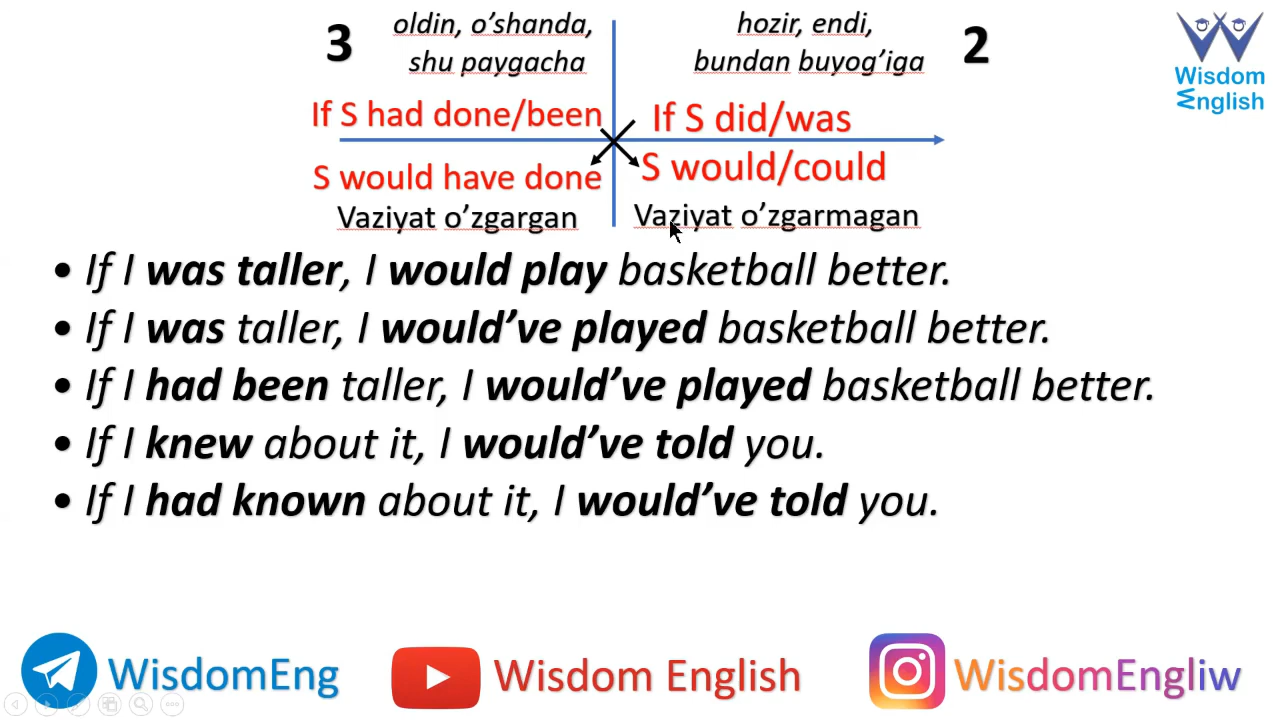 3
oldin, o’shanda,
shu paygacha
hozir, endi,
bundan buyog’iga
2
Wisdom
English
If S had done/been
If S did/was
S would have done
S would/could
Vaziyat o’zgargan
Vaziyat o’zgarmagan
• If I was taller, I would play basketball better.
• If I was taller, I would’ve played basketball better.
• If I had been taller, I would’ve played basketball better.
• If I knew about it, I would’ve told you.
• If I had known about it, I would’ve told you.
WisdomEng
Wisdom English
WisdomEngliw